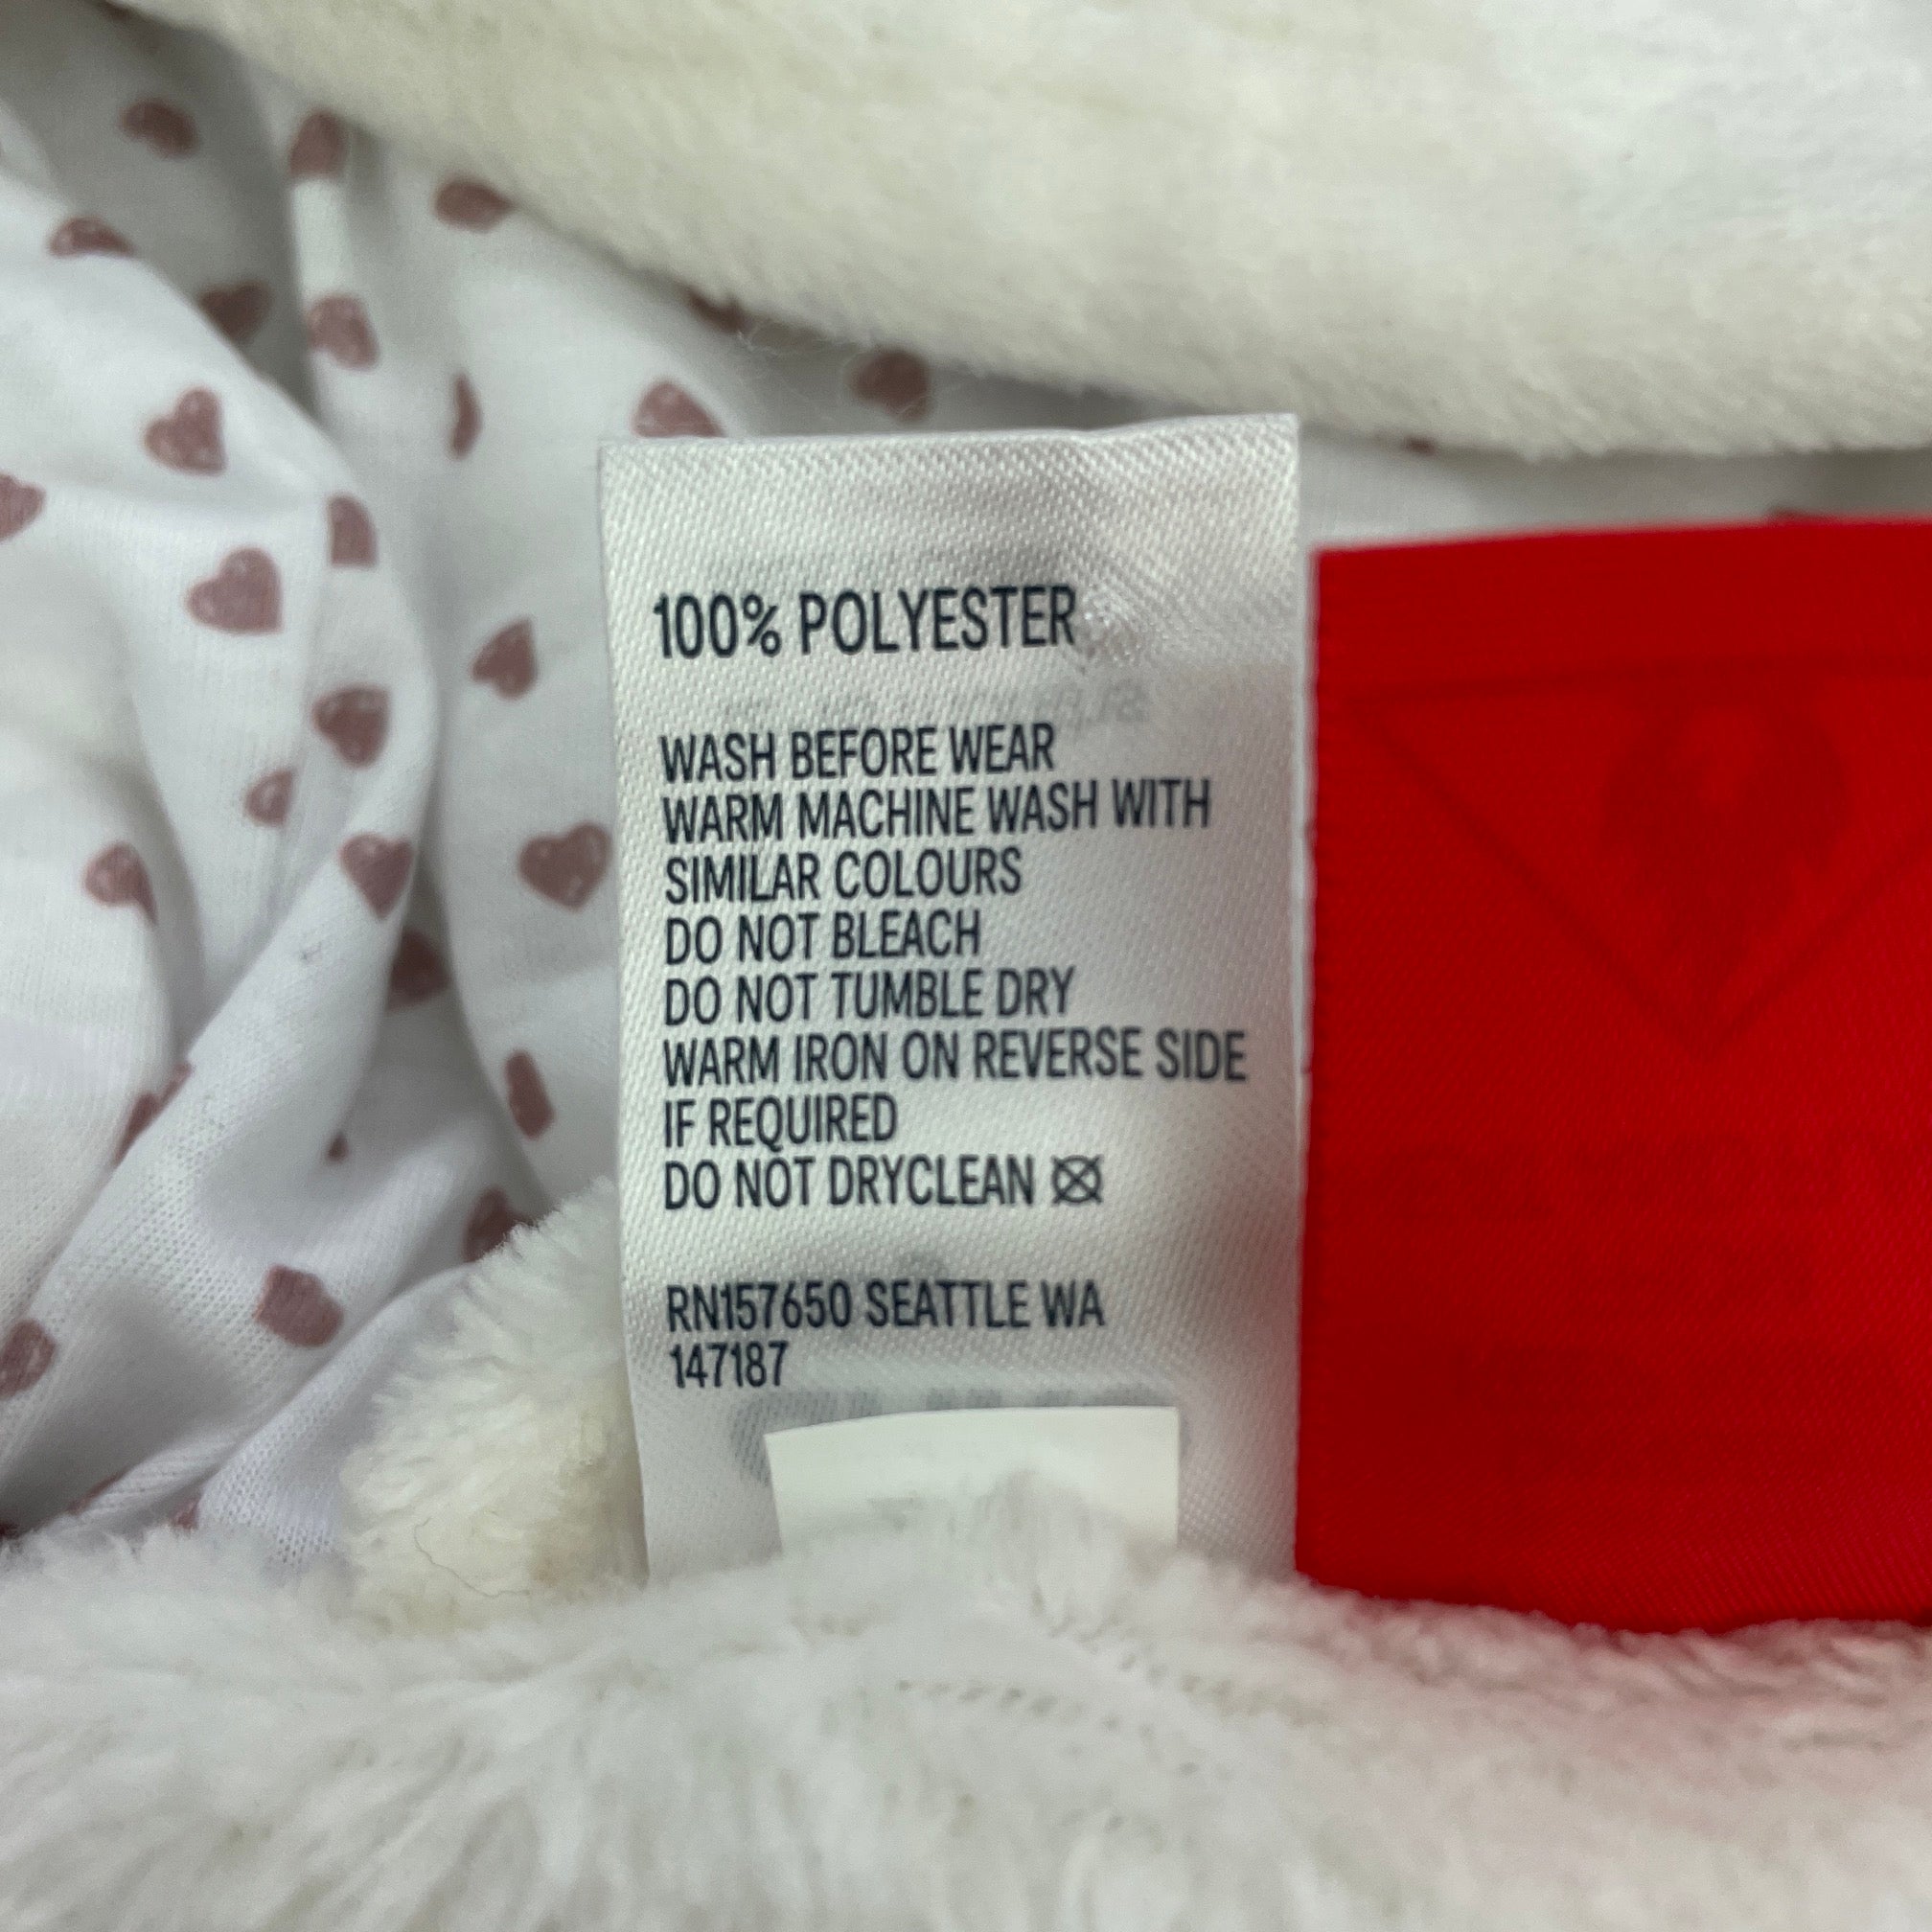 100% POLYESTER
WASH BEFORE WEAR
WARM MACHINE WASH WITH
SIMILAR COLOURS
DO NOT BLEACH
DO NOT TUMBLE DRY
WARM IRON ON REVERSE SIDE
IF REQUIRED
DO NOT DRYCLEAN
RN157650 SEATTLE WA
147187